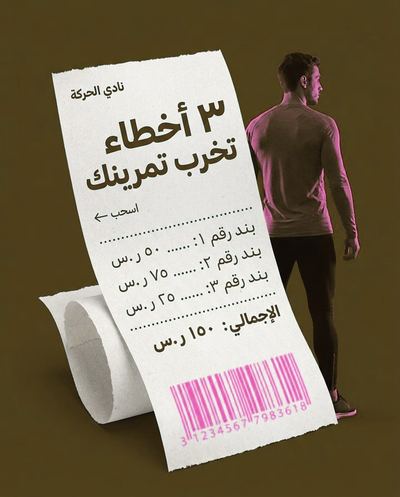 نادي الحركة
٣ أخطاء
تخرب تمرينك
اسحب ←
بند رقم ١: ...... ٥٠ ر.س
بند رقم ٢: ...... ٧٥ ر.س
بند رقم ٣: ...... ٢٥ ر.س
الإجمالي: ١٥٠ ر.س
3 1234567 7983618